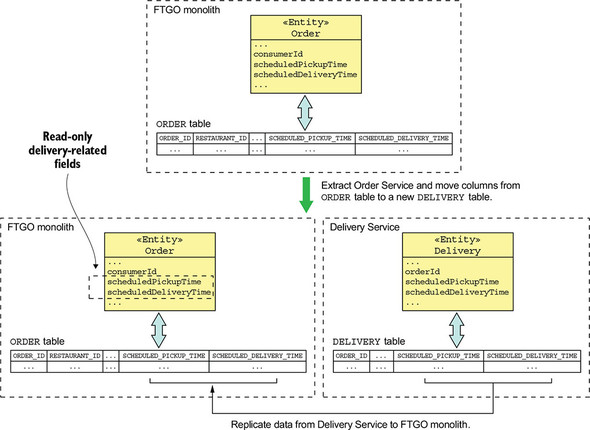 FTGO monolith
«Entity»
Order
...
consumerId
scheduledPickupTime
scheduledDeliveryTime
...
ORDER table
ORDER_ID RESTAURANT_ID ... SCHEDULED_PICKUP_TIME SCHEDULED_DELIVERY_TIME
... ... ... ... ...
Read-only
delivery-related
fields
Extract Order Service and move columns from
ORDER table to a new DELIVERY table.
FTGO monolith
«Entity»
Order
...
consumerId
scheduledPickupTime
scheduledDeliveryTime
...
ORDER table
ORDER_ID RESTAURANT_ID ... SCHEDULED_PICKUP_TIME SCHEDULED_DELIVERY_TIME
... ... ... ... ...
Delivery Service
«Entity»
Delivery
...
orderId
scheduledPickupTime
scheduledDeliveryTime
...
DELIVERY table
ORDER_ID ... SCHEDULED_PICKUP_TIME SCHEDULED_DELIVERY_TIME
... ... ... ...
Replicate data from Delivery Service to FTGO monolith.